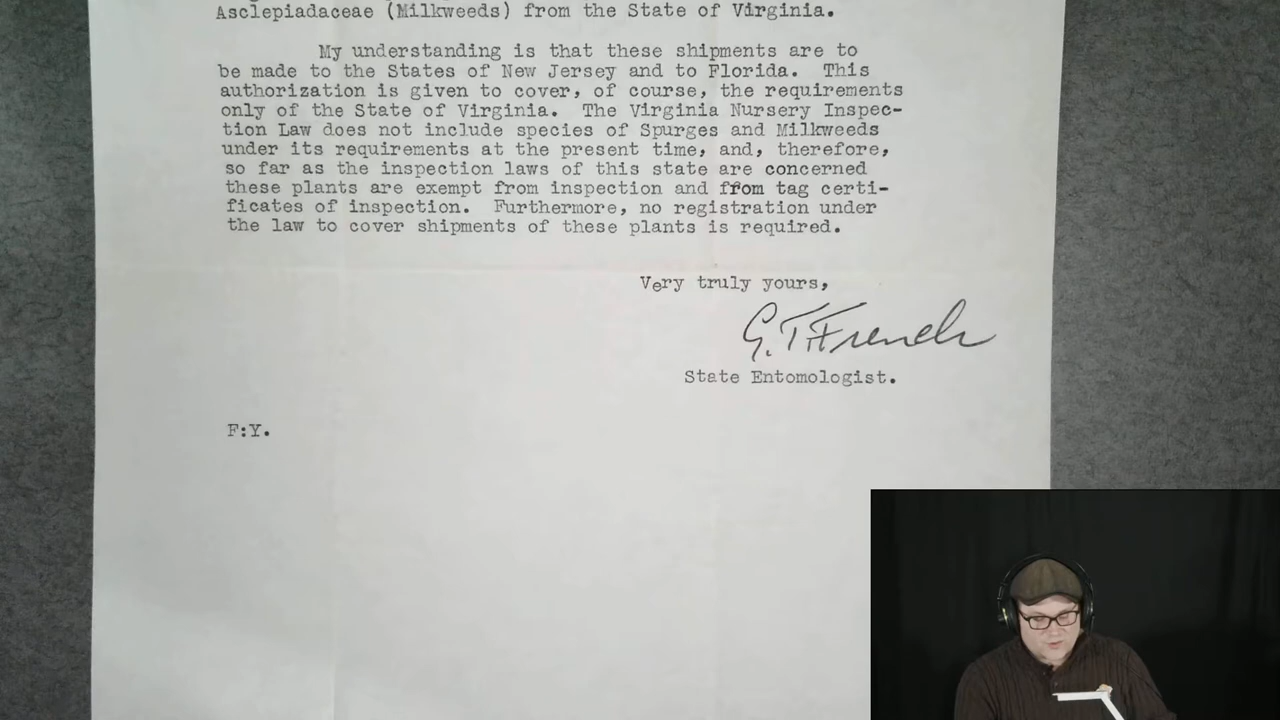 Asclepiadaceae (Milkweeds) from the State of Virginia.
My understanding is that these shipments are to
be made to the States of New Jersey and to Florida. This
authorization is given to cover, of course, the requirements
only of the State of Virginia. The Virginia Nursery Inspec-
tion Law does not include species of Spurges and Milkweeds
under its requirements at the present time, and, therefore,
so far as the inspection laws of this state are concerned
these plants are exempt from inspection and from tag certi-
ficates of inspection. Furthermore, no registration under
the law to cover shipments of these plants is required.
Very truly yours,
G. T. French
State Entomologist.
F:Y.